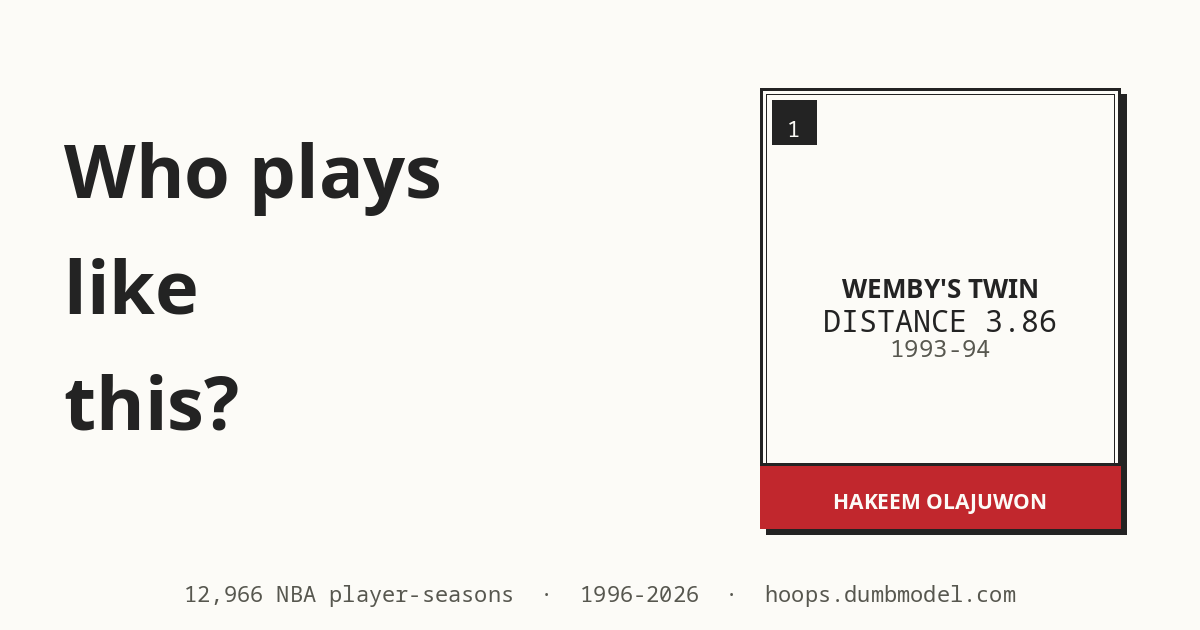 Who plays
like
this?
1
WEMBY'S TWIN
DISTANCE 3.86
1993-94
HAKEEM OLAJUWON
12,966 NBA player-seasons · 1996-2026 · hoops.dumbmodel.com